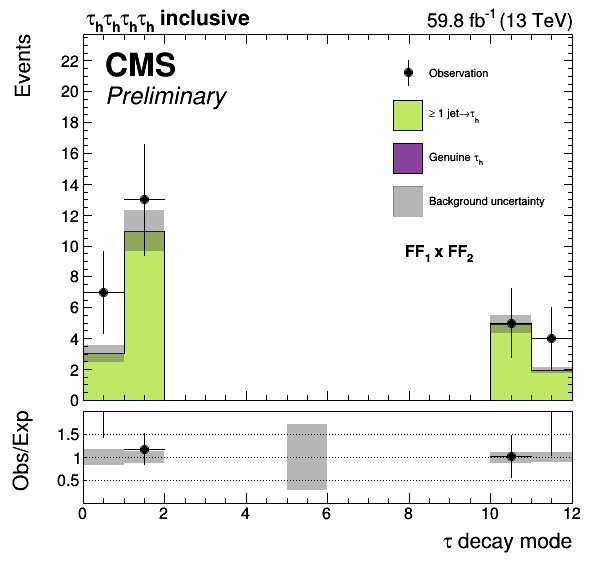 τhτhτhτh inclusive
59.8 fb-1 (13 TeV)
Events
CMS
Preliminary
Observation
≥ 1 jet→τh
Genuine τh
Background uncertainty
FF1 x FF2
22
20
18
16
14
12
10
8
6
4
2
0
Obs/Exp
1.5
1
0.5
0 2 4 6 8 10 12
τ decay mode